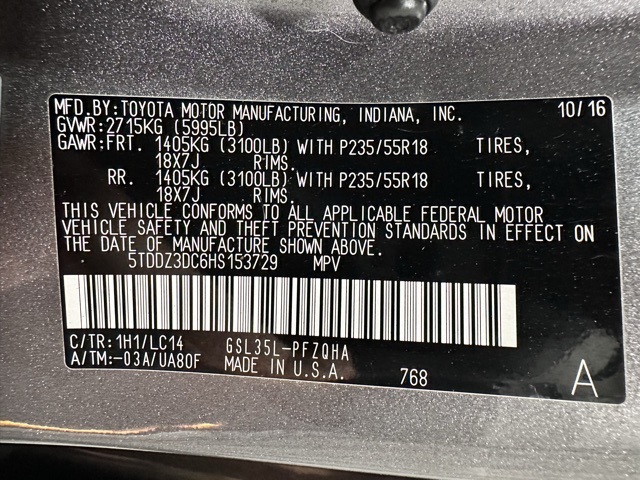 MFD.BY:TOYOTA MOTOR MANUFACTURING, INDIANA, INC. 10/16
GVWR:2715KG (5995LB)
GAWR:FRT. 1405KG (3100LB) WITH P235/55R18 TIRES,
18X7J RIMS.
RR. 1405KG (3100LB) WITH P235/55R18 TIRES,
18X7J RIMS.
THIS VEHICLE CONFORMS TO ALL APPLICABLE FEDERAL MOTOR
VEHICLE SAFETY AND THEFT PREVENTION STANDARDS IN EFFECT ON
THE DATE OF MANUFACTURE SHOWN ABOVE.
5TDDZ3DC6HS153729 MPV
C/TR:1H1/LC14 GSL35L-PFZQHA
A/TM:-03A/UA80F MADE IN U.S.A. 768 A